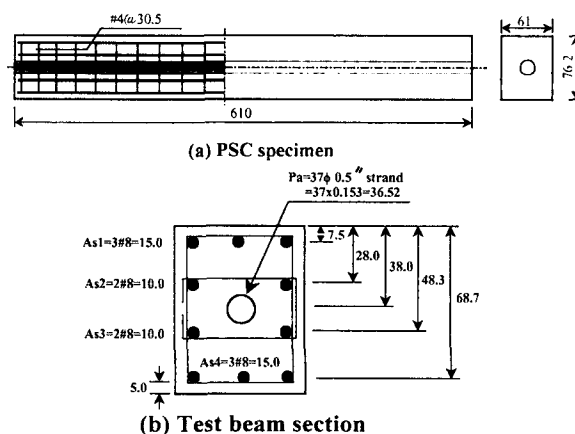 #4@30.5
61
76.2
610
(a) PSC specimen
Pa=37ϕ 0.5" strand
=37x0.153=36.52
As1=3#8=15.0
7.5
28.0
38.0
48.3
68.7
As2=2#8=10.0
As3=2#8=10.0
As4=3#8=15.0
5.0
(b) Test beam section